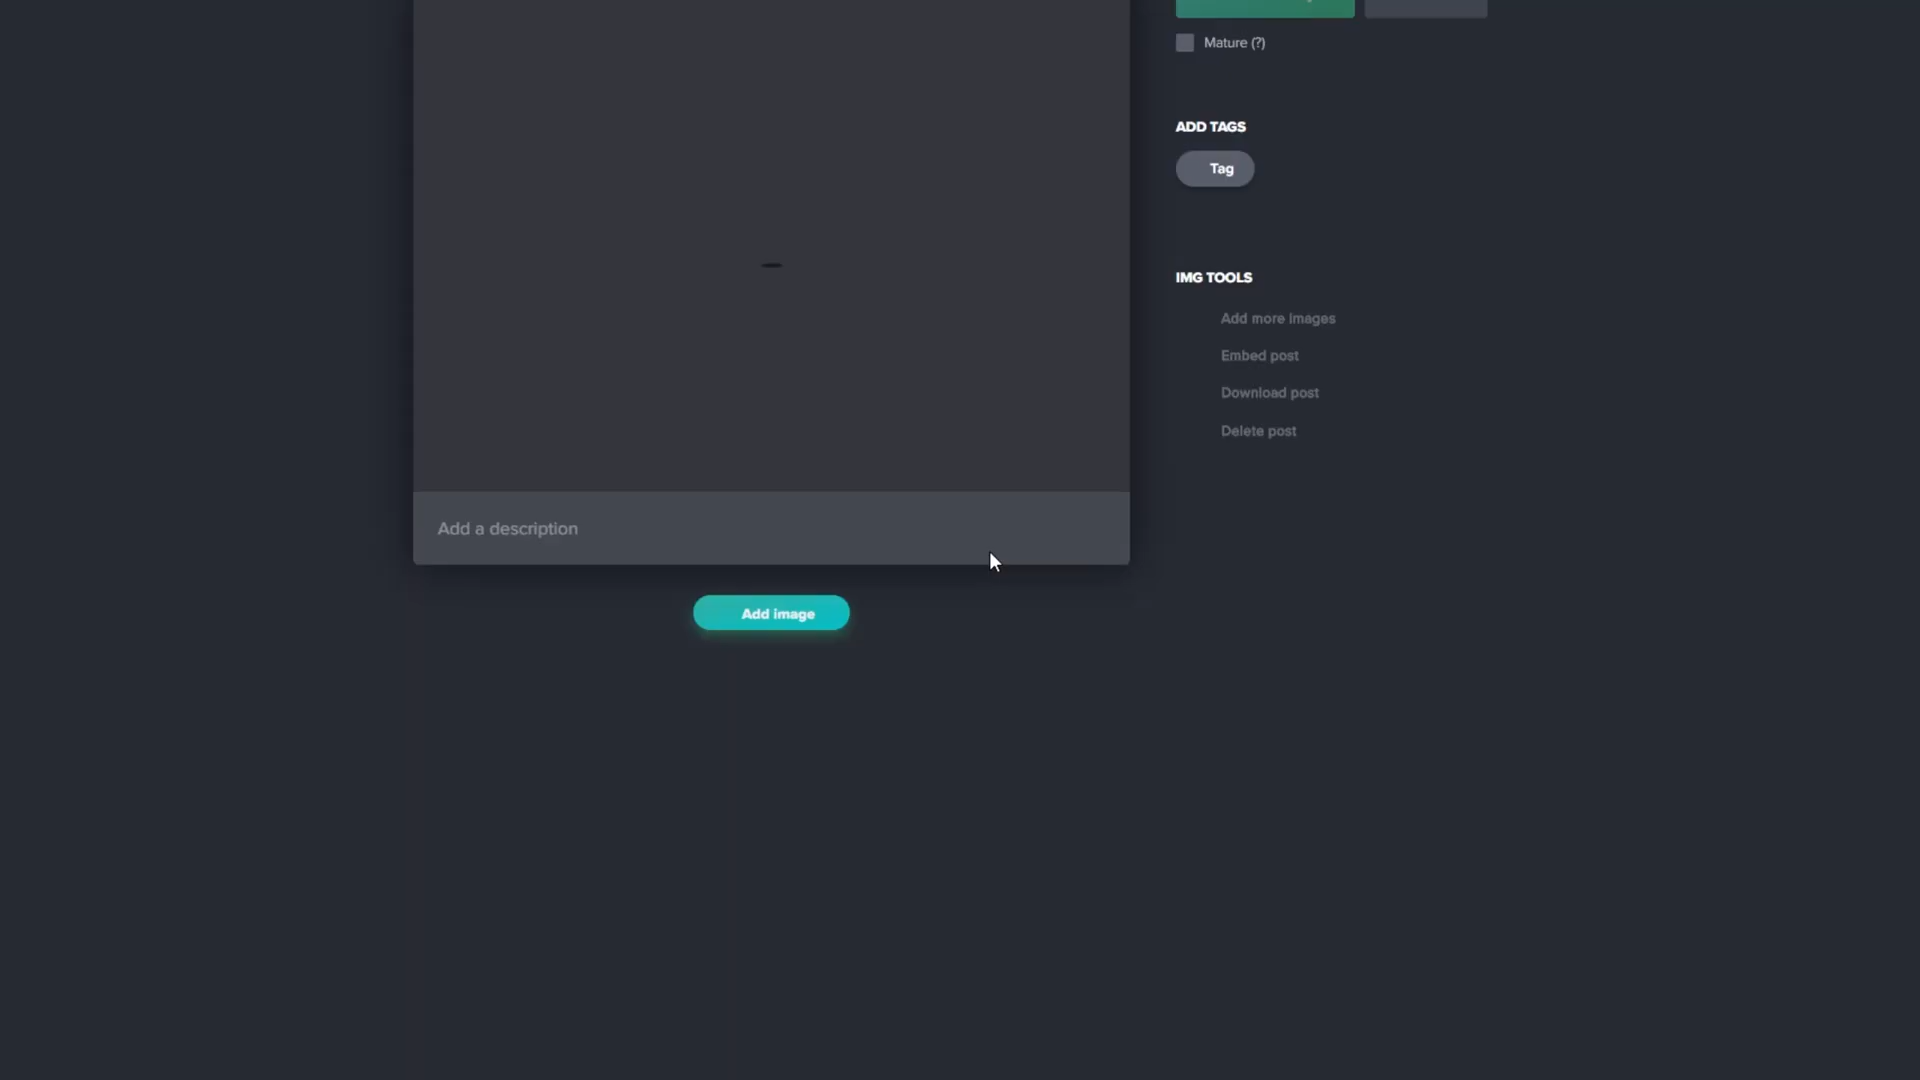 Mature (?)
ADD TAGS
Tag
IMG TOOLS
Add more images
Embed post
Download post
Delete post
Add a description
Add image